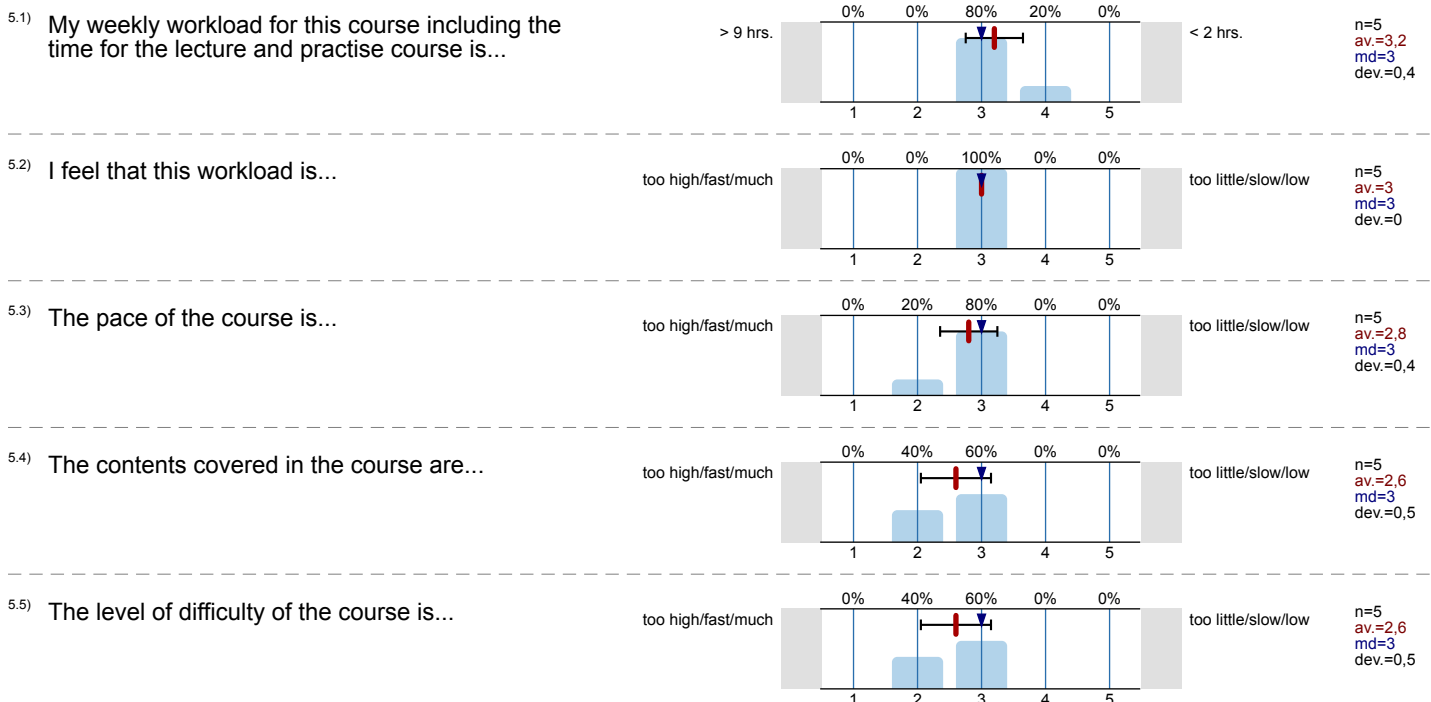 5.1) My weekly workload for this course including the
time for the lecture and practise course is...
> 9 hrs.
0% 0% 80% 20% 0%
1 2 3 4 5
< 2 hrs.
n=5
av.=3,2
md=3
dev.=0,4
5.2) I feel that this workload is...
too high/fast/much
0% 0% 100% 0% 0%
1 2 3 4 5
too little/slow/low
n=5
av.=3
md=3
dev.=0
5.3) The pace of the course is...
too high/fast/much
0% 20% 80% 0% 0%
1 2 3 4 5
too little/slow/low
n=5
av.=2,8
md=3
dev.=0,4
5.4) The contents covered in the course are...
too high/fast/much
0% 40% 60% 0% 0%
1 2 3 4 5
too little/slow/low
n=5
av.=2,6
md=3
dev.=0,5
5.5) The level of difficulty of the course is...
too high/fast/much
0% 40% 60% 0% 0%
1 2 3 4 5
too little/slow/low
n=5
av.=2,6
md=3
dev.=0,5